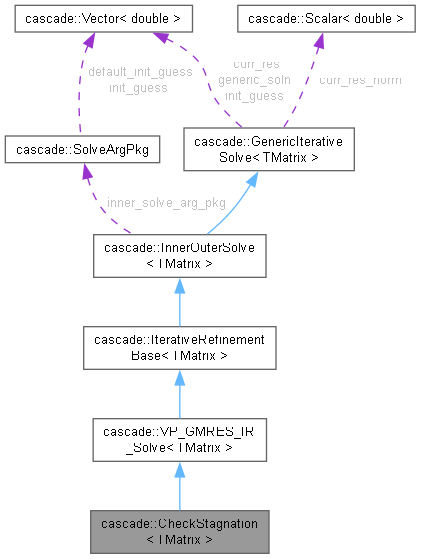 cascade::Vector< double >
cascade::Scalar< double >
default_init_guess
init_guess
curr_res
generic_soln
init_guess
curr_res_norm
cascade::SolveArgPkg
cascade::GenericIterative
Solve< TMatrix >
inner_solve_arg_pkg
cascade::InnerOuterSolve
< TMatrix >
cascade::IterativeRefinement
Base< TMatrix >
cascade::VP_GMRES_IR
_Solve< TMatrix >
cascade::CheckStagnation
< TMatrix >